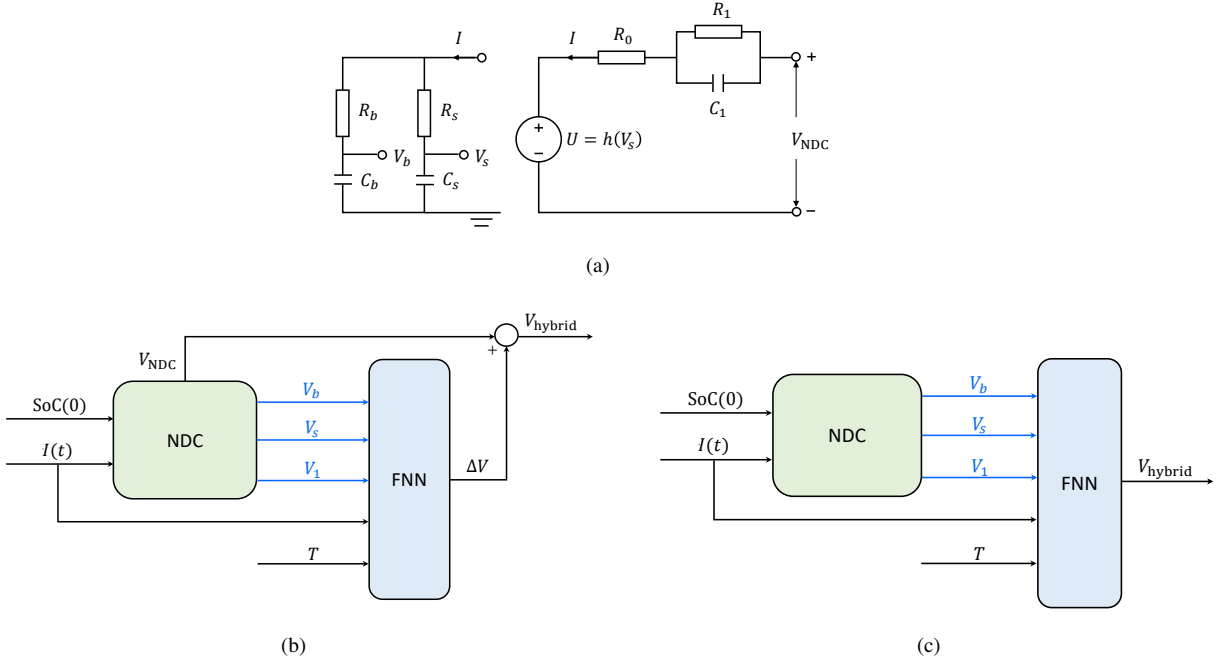 I
R_b
R_s
V_b
V_s
C_b
C_s
I
R_0
R_1
C_1
+
+
−
U = h(V_s)
V_NDC
−
(a)
V_hybrid
+
V_NDC
SoC(0)
I(t)
NDC
V_b
V_s
V_1
FNN
ΔV
T
(b)
SoC(0)
I(t)
NDC
V_b
V_s
V_1
FNN
V_hybrid
T
(c)